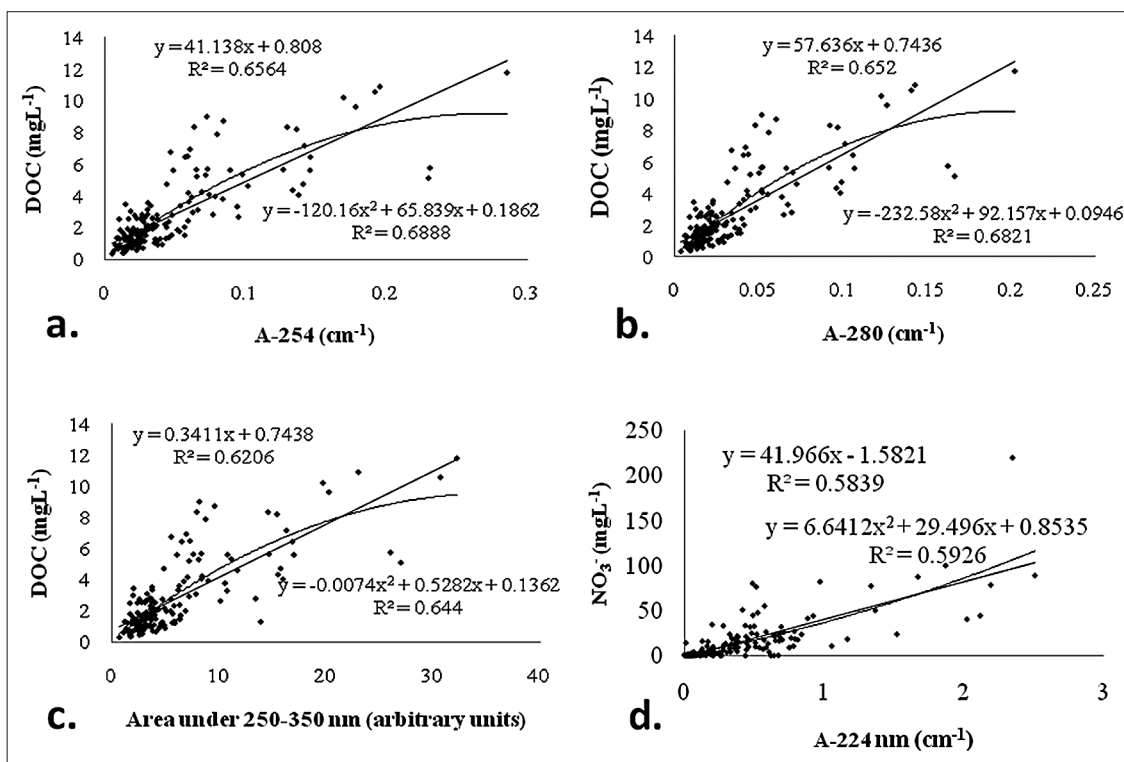 14
12
10
8
6
4
2
0
DOC (mgL⁻¹)
y = 41.138x + 0.808
R² = 0.6564
y = -120.16x² + 65.839x + 0.1862
R² = 0.6888
0 0.1 0.2 0.3
a.
A-254 (cm⁻¹)
14
12
10
8
6
4
2
0
DOC (mgL⁻¹)
y = 57.636x + 0.7436
R² = 0.652
y = -232.58x² + 92.157x + 0.0946
R² = 0.6821
0 0.05 0.1 0.15 0.2 0.25
b.
A-280 (cm⁻¹)
14
12
10
8
6
4
2
0
DOC (mgL⁻¹)
y = 0.3411x + 0.7438
R² = 0.6206
y = -0.0074x² + 0.5282x + 0.1362
R² = 0.644
0 10 20 30 40
c.
Area under 250-350 nm (arbitrary units)
250
200
150
100
50
0
NO₃⁻ (mgL⁻¹)
y = 41.966x - 1.5821
R² = 0.5839
y = 6.6412x² + 29.496x + 0.8535
R² = 0.5926
0 1 2 3
d.
A-224 nm (cm⁻¹)